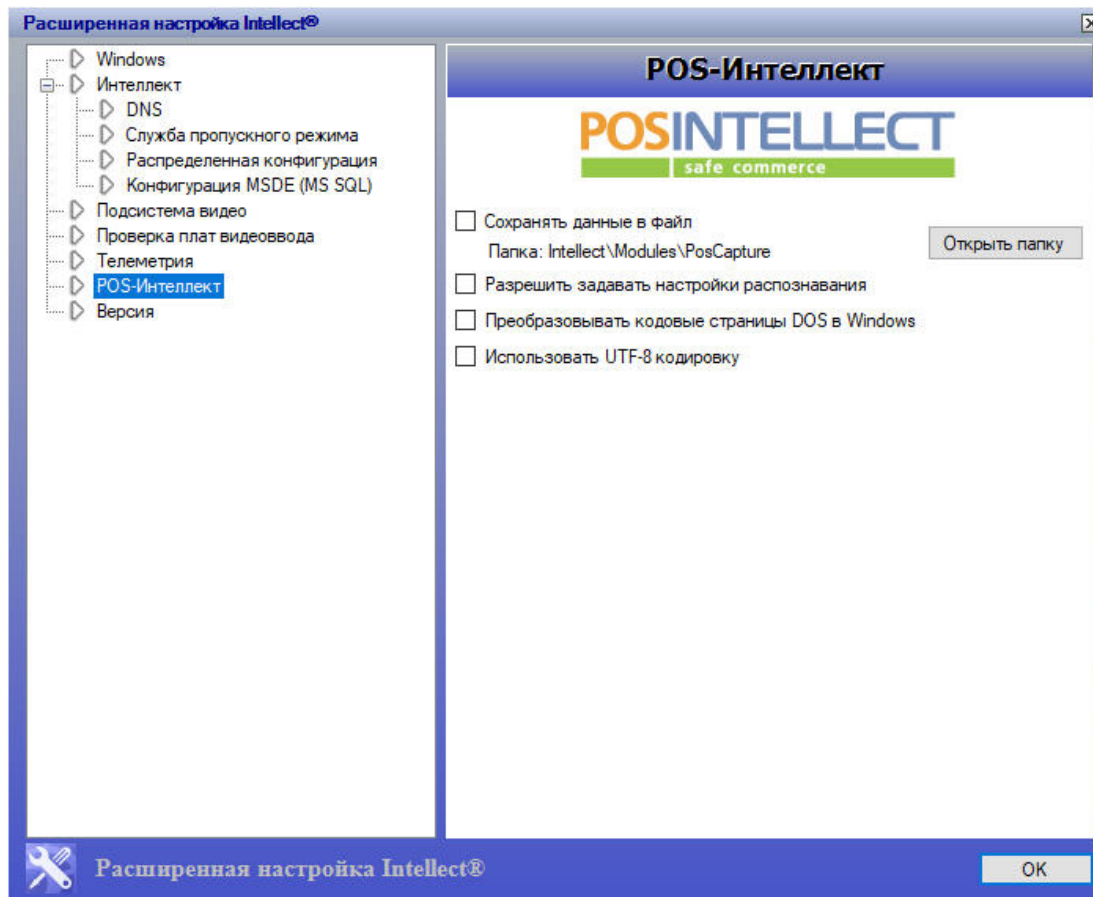 Расширенная настройка Intellect®
Windows
Интеллект
DNS
Служба пропускного режима
Распределенная конфигурация
Конфигурация MSDE (MS SQL)
Подсистема видео
Проверка плат видеоввода
Телеметрия
POS-Интеллект
Версия
POS-Интеллект
POSINTELLECT
safe commerce
Сохранять данные в файл
Папка: Intellect\Modules\PosCapture
Открыть папку
Разрешить задавать настройки распознавания
Преобразовывать кодовые страницы DOS в Windows
Использовать UTF-8 кодировку
Расширенная настройка Intellect®
OK